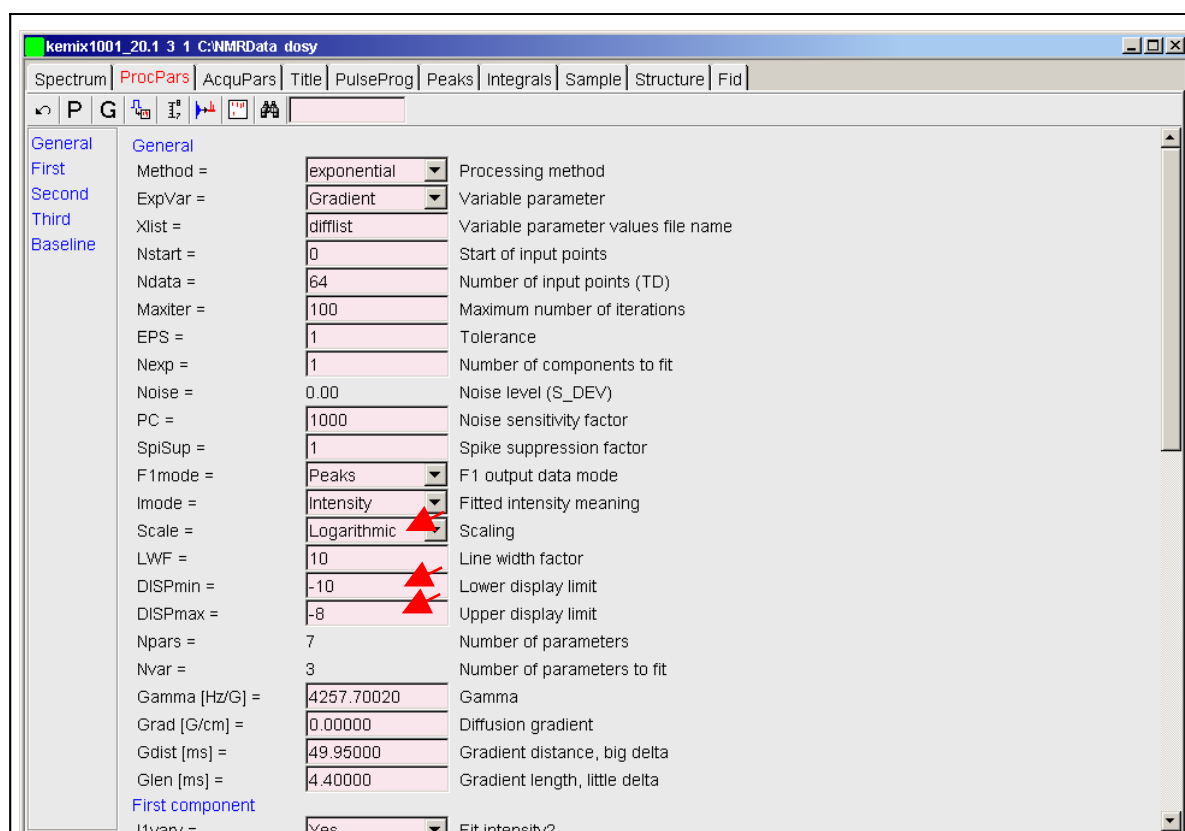 kemix1001_20.1 3 1 C:\NMRData dosy
Spectrum ProcPars AcquPars Title PulseProg Peaks Integrals Sample Structure Fid
P G
General
First
Second
Third
Baseline
General
Method = exponential Processing method
ExpVar = Gradient Variable parameter
Xlist = difflist Variable parameter values file name
Nstart = 0 Start of input points
Ndata = 64 Number of input points (TD)
Maxiter = 100 Maximum number of iterations
EPS = 1 Tolerance
Nexp = 1 Number of components to fit
Noise = 0.00 Noise level (S_DEV)
PC = 1000 Noise sensitivity factor
SpiSup = 1 Spike suppression factor
F1mode = Peaks F1 output data mode
Imode = Intensity Fitted intensity meaning
Scale = Logarithmic Scaling
LWF = 10 Line width factor
DISPmin = -10 Lower display limit
DISPmax = -8 Upper display limit
Npars = 7 Number of parameters
Nvar = 3 Number of parameters to fit
Gamma [Hz/G] = 4257.70020 Gamma
Grad [G/cm] = 0.00000 Diffusion gradient
Gdist [ms] = 49.95000 Gradient distance, big delta
Glen [ms] = 4.40000 Gradient length, little delta
First component
Yes Fit intensity?